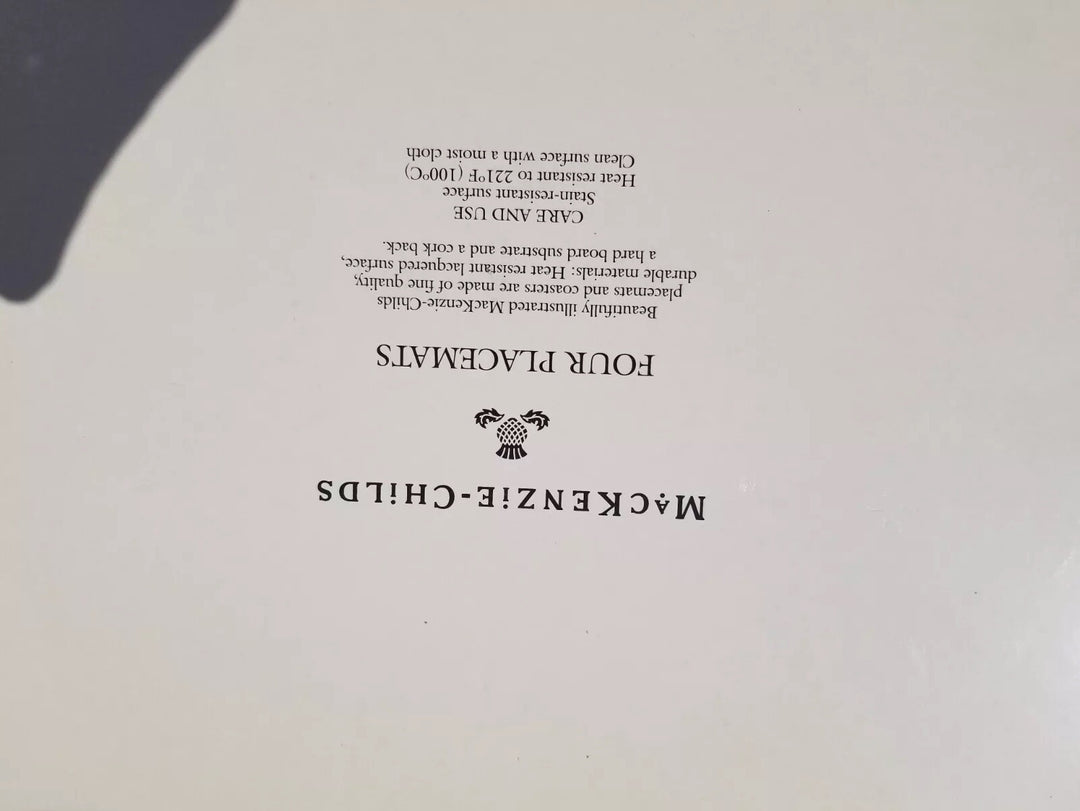 MACKENZiE-CHiLDS
FOUR PLACEMATS
Beautifully illustrated MacKenzie-Childs
placemats and coasters are made of fine quality,
durable materials: Heat resistant lacquered surface,
a hard board substrate and a cork back.
CARE AND USE
Stain-resistant surface
Heat resistant to 221°F (100°C)
Clean surface with a moist cloth